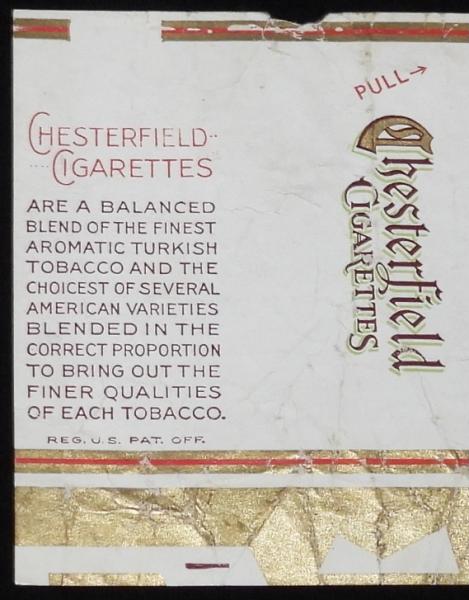 CHESTERFIELD
CIGARETTES
ARE A BALANCED
BLEND OF THE FINEST
AROMATIC TURKISH
TOBACCO AND THE
CHOICEST OF SEVERAL
AMERICAN VARIETIES
BLENDED IN THE
CORRECT PROPORTION
TO BRING OUT THE
FINER QUALITIES
OF EACH TOBACCO.
REG. U.S. PAT. OFF.
PULL→
Chesterfield
CIGARETTES